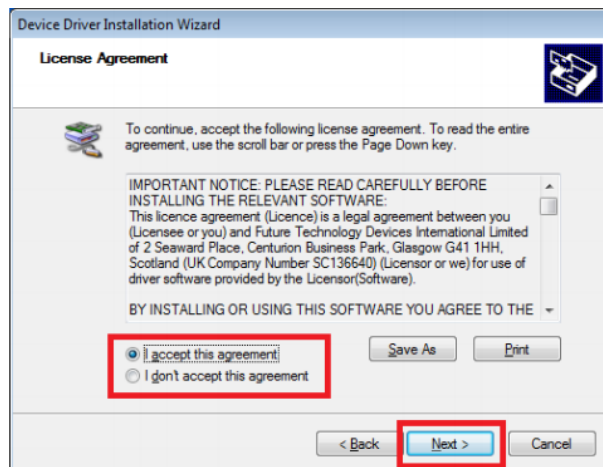 Device Driver Installation Wizard
License Agreement
To continue, accept the following license agreement. To read the entire
agreement, use the scroll bar or press the Page Down key.
IMPORTANT NOTICE: PLEASE READ CAREFULLY BEFORE
INSTALLING THE RELEVANT SOFTWARE:
This licence agreement (Licence) is a legal agreement between you
(Licensee or you) and Future Technology Devices International Limited
of 2 Seaward Place, Centurion Business Park, Glasgow G41 1HH,
Scotland (UK Company Number SC136640) (Licensor or we) for use of
driver software provided by the Licensor(Software).
BY INSTALLING OR USING THIS SOFTWARE YOU AGREE TO THE
I accept this agreement
Save As
Print
I don't accept this agreement
< Back
Next >
Cancel